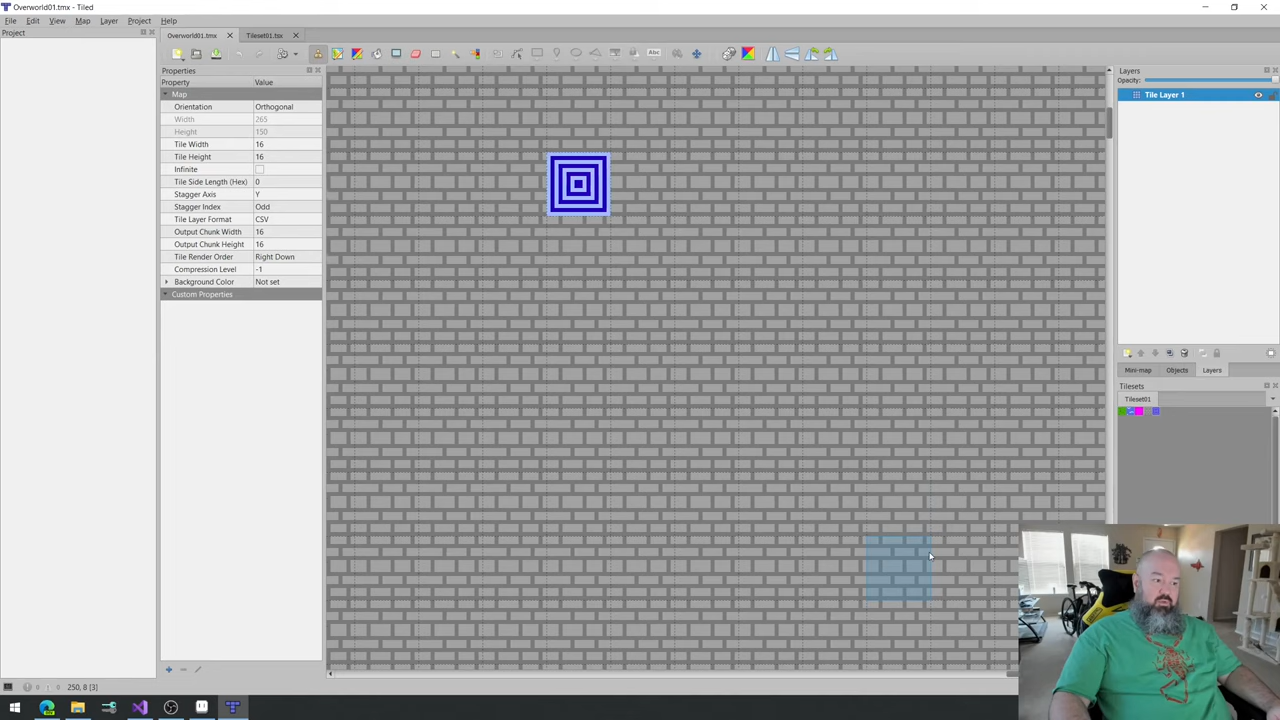 Overworld01.tmx - Tiled
File Edit View Map Layer Project Help
Project
Overworld01.tmx
Tileset01.tsx
Properties
Property Value
Map
Orientation Orthogonal
Width 265
Height 150
Tile Width 16
Tile Height 16
Infinite
Tile Side Length (Hex) 0
Stagger Axis Y
Stagger Index Odd
Tile Layer Format CSV
Output Chunk Width 16
Output Chunk Height 16
Tile Render Order Right Down
Compression Level -1
Background Color Not set
Custom Properties
Abc
Layers
Opacity:
Tile Layer 1
Mini-map Objects Layers
Tilesets
Tileset01
0 0
250, 8 [3]